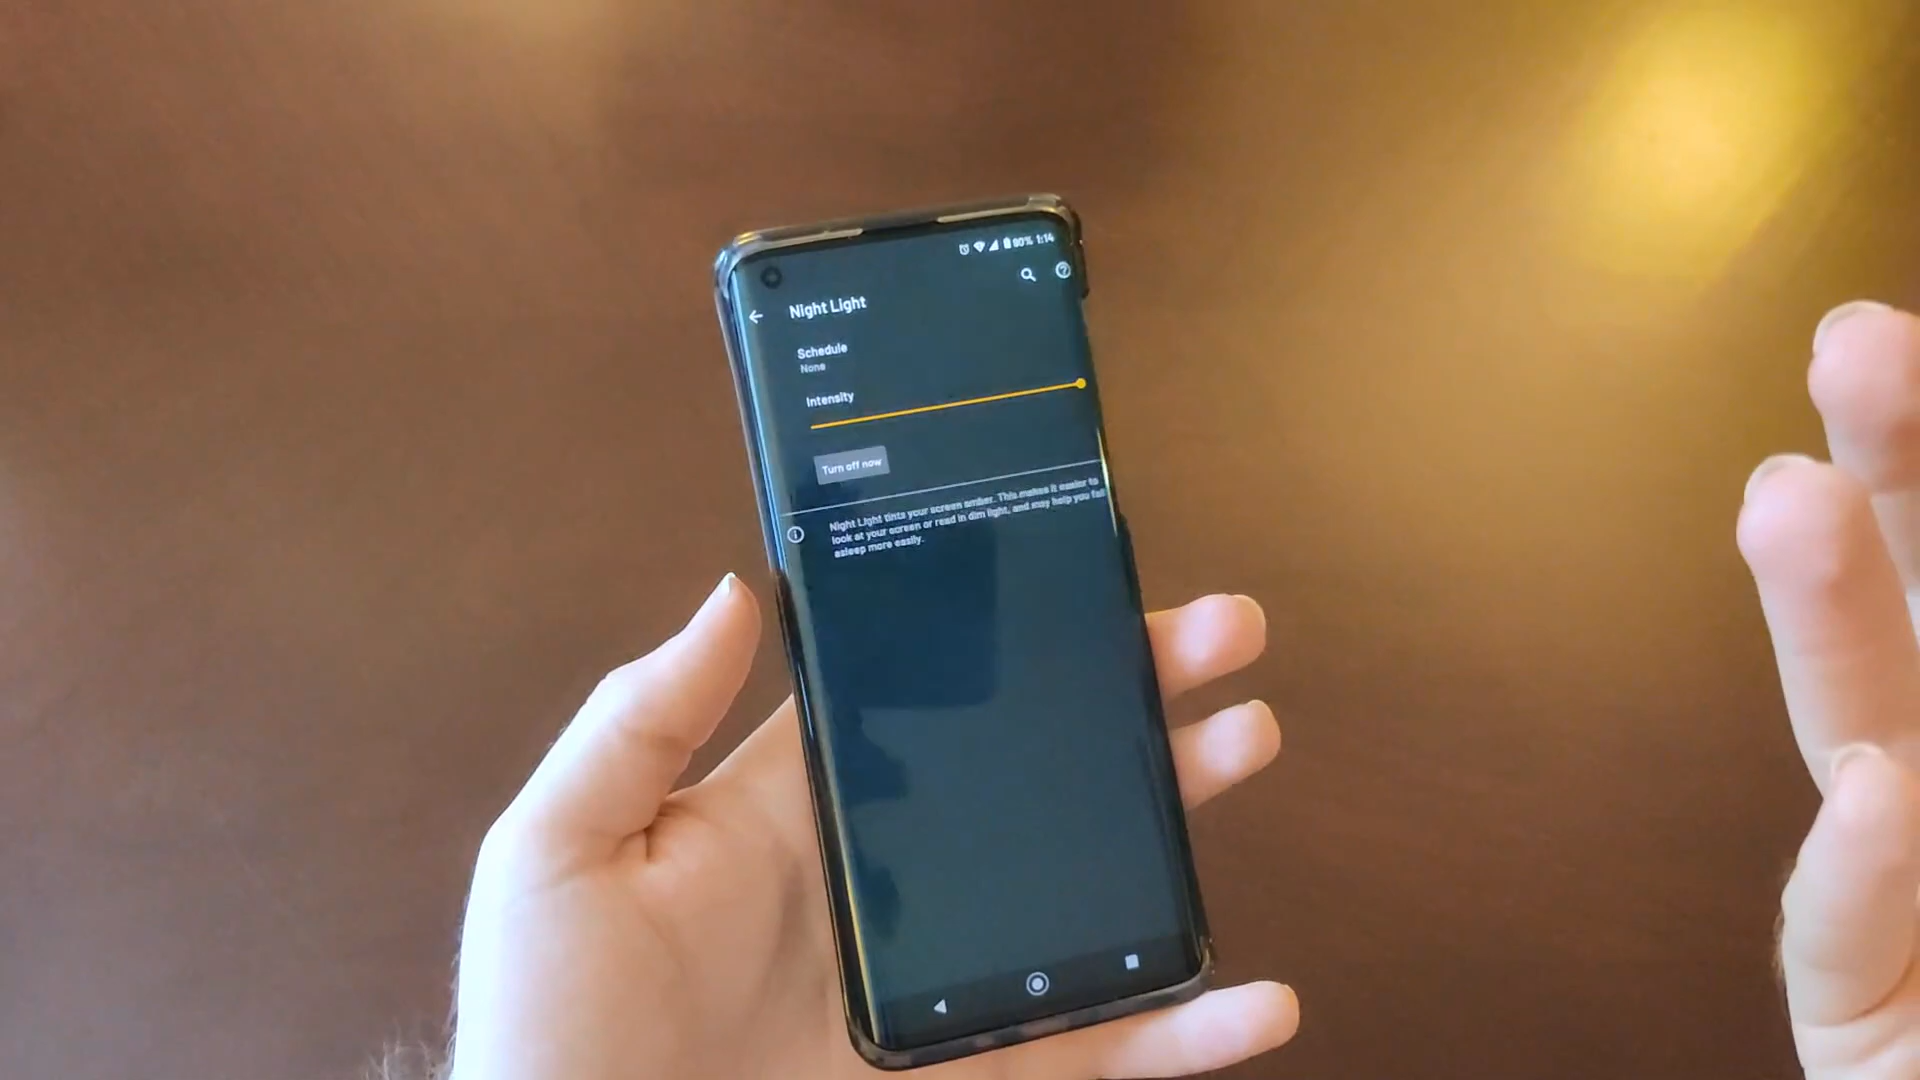 80% 1:14
Night Light
Schedule
None
Intensity
Turn off now
Night Light tints your screen amber. This makes it easier to
look at your screen or read in dim light, and may help you fall
asleep more easily.